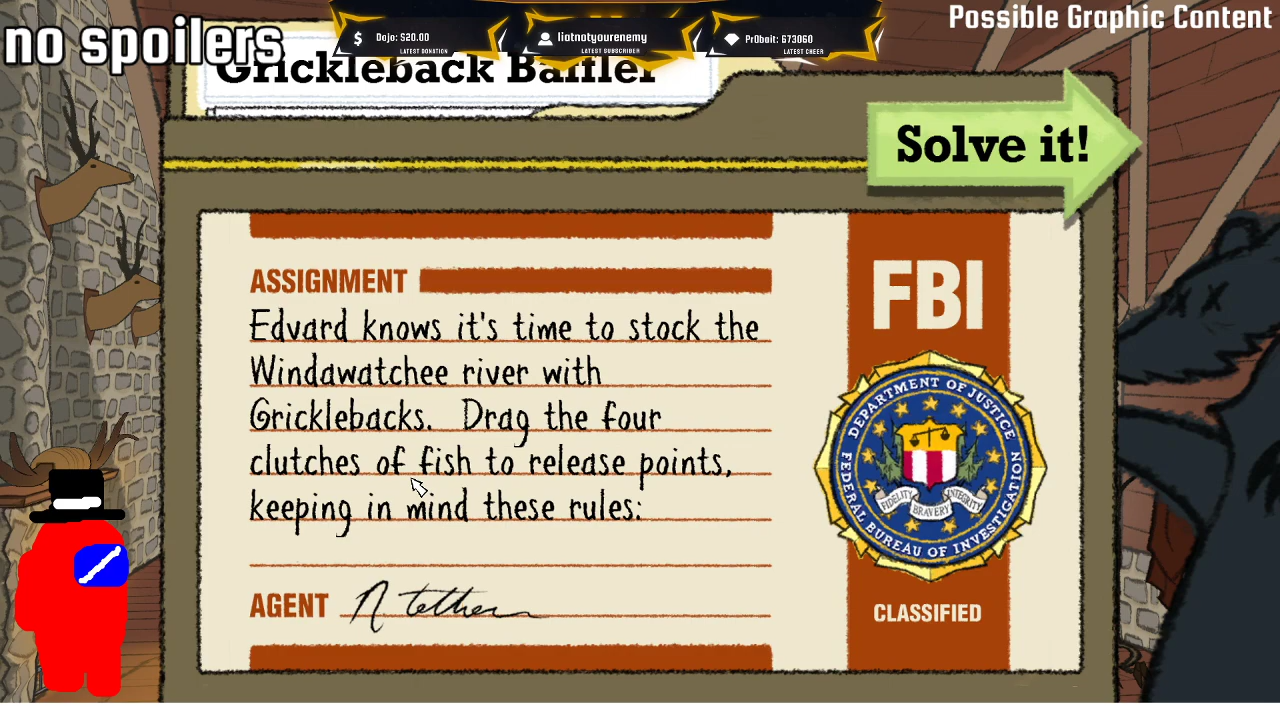 no spoilers
Dojo: $20.00
LATEST DONATION
liatnotyourenemy
LATEST SUBSCRIBER
Pr0bait: 673060
LATEST CHEER
Possible Graphic Content
Grickleback Baffler
Solve it!
ASSIGNMENT
Edvard knows it's time to stock the
Windawatchee river with
Gricklebacks. Drag the four
clutches of fish to release points,
keeping in mind these rules:
AGENT N tethers
FBI
DEPARTMENT OF JUSTICE
FIDELITY BRAVERY INTEGRITY
FEDERAL BUREAU OF INVESTIGATION
CLASSIFIED